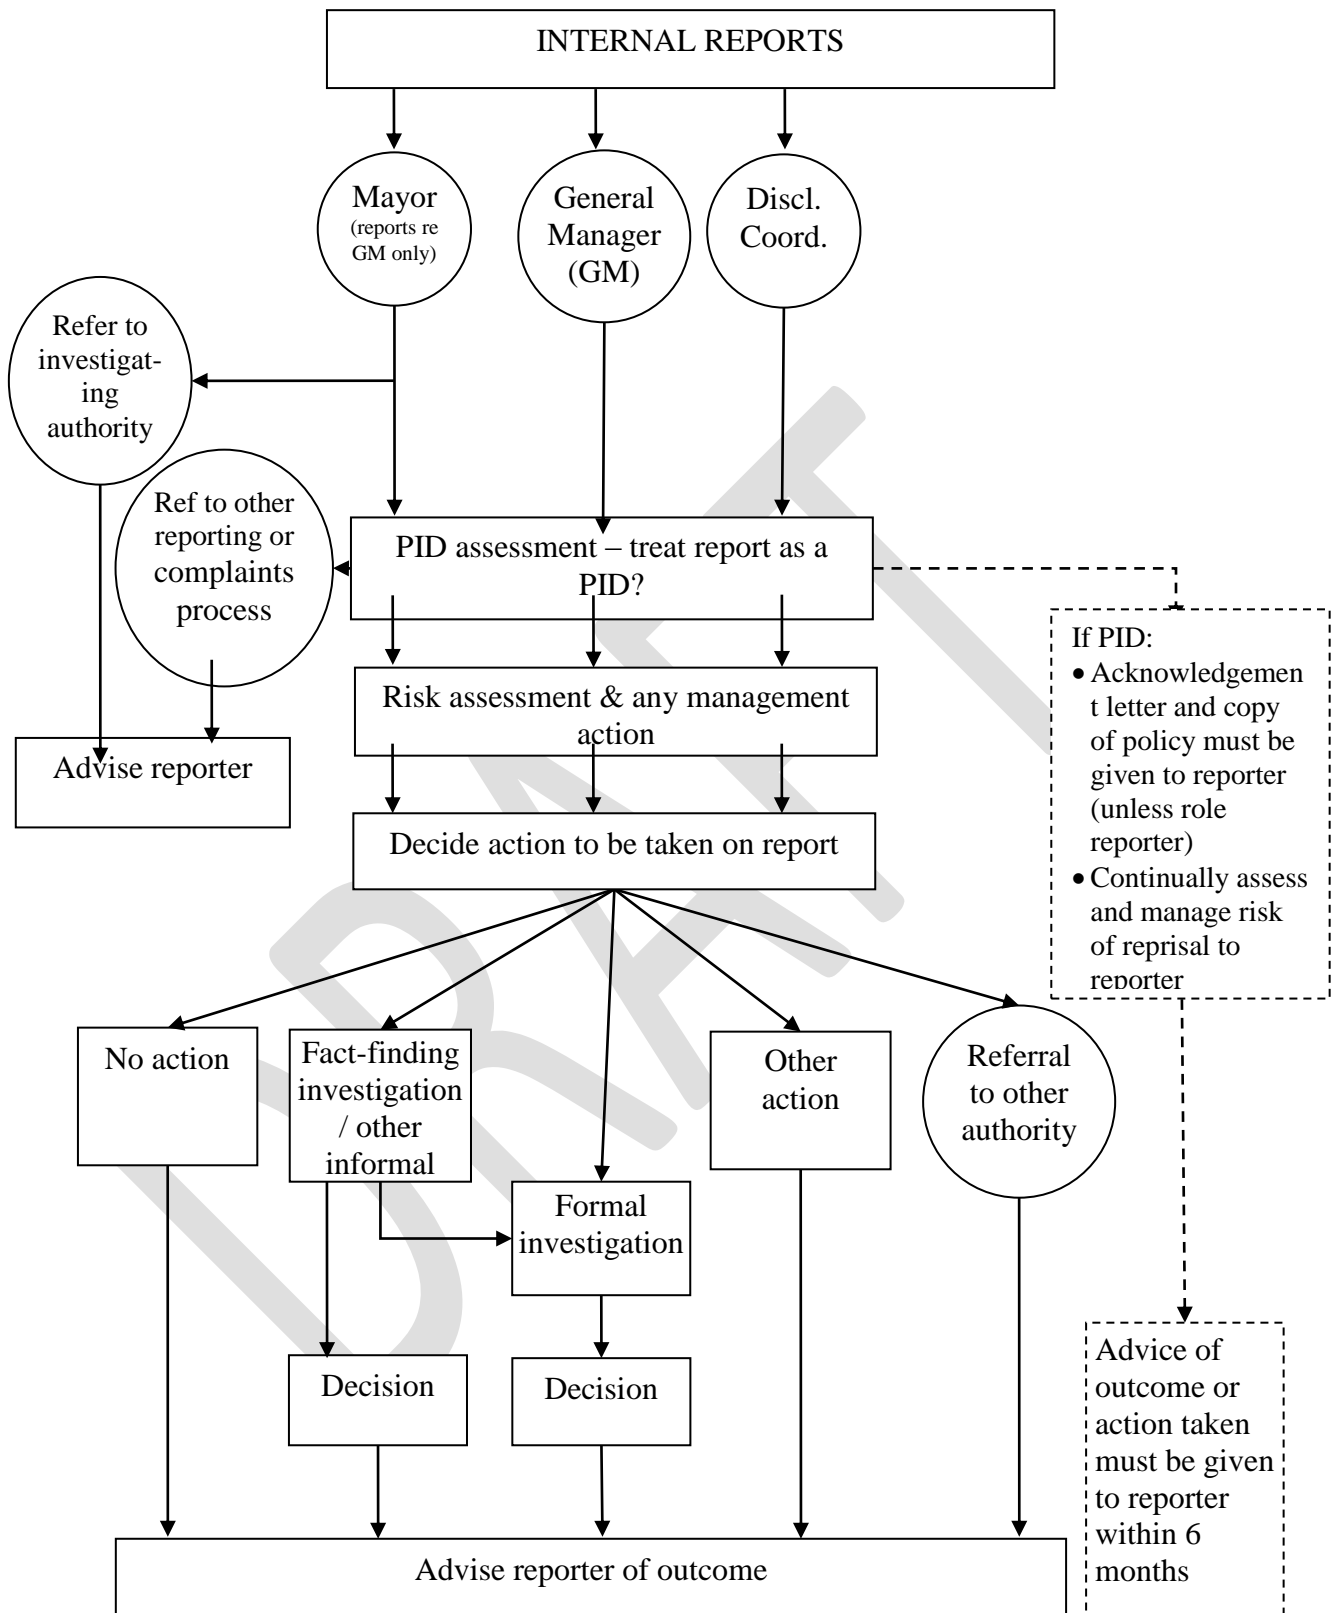 INTERNAL REPORTS
Mayor
(reports re
GM only)
General
Manager
(GM)
Discl.
Coord.
Refer to
investigat-
ing
authority
Ref to other
reporting or
complaints
process
PID assessment – treat report as a
PID?
If PID:
• Acknowledgemen
t letter and copy
of policy must be
given to reporter
(unless role
reporter)
• Continually assess
and manage risk
of reprisal to
reporter
Risk assessment & any management
action
Advise reporter
Decide action to be taken on report
No action
Fact-finding
investigation
/ other
informal
Other
action
Referral
to other
authority
Formal
investigation
Decision
Decision
Advice of
outcome or
action taken
must be given
to reporter
within 6
months
Advise reporter of outcome
DRAFT